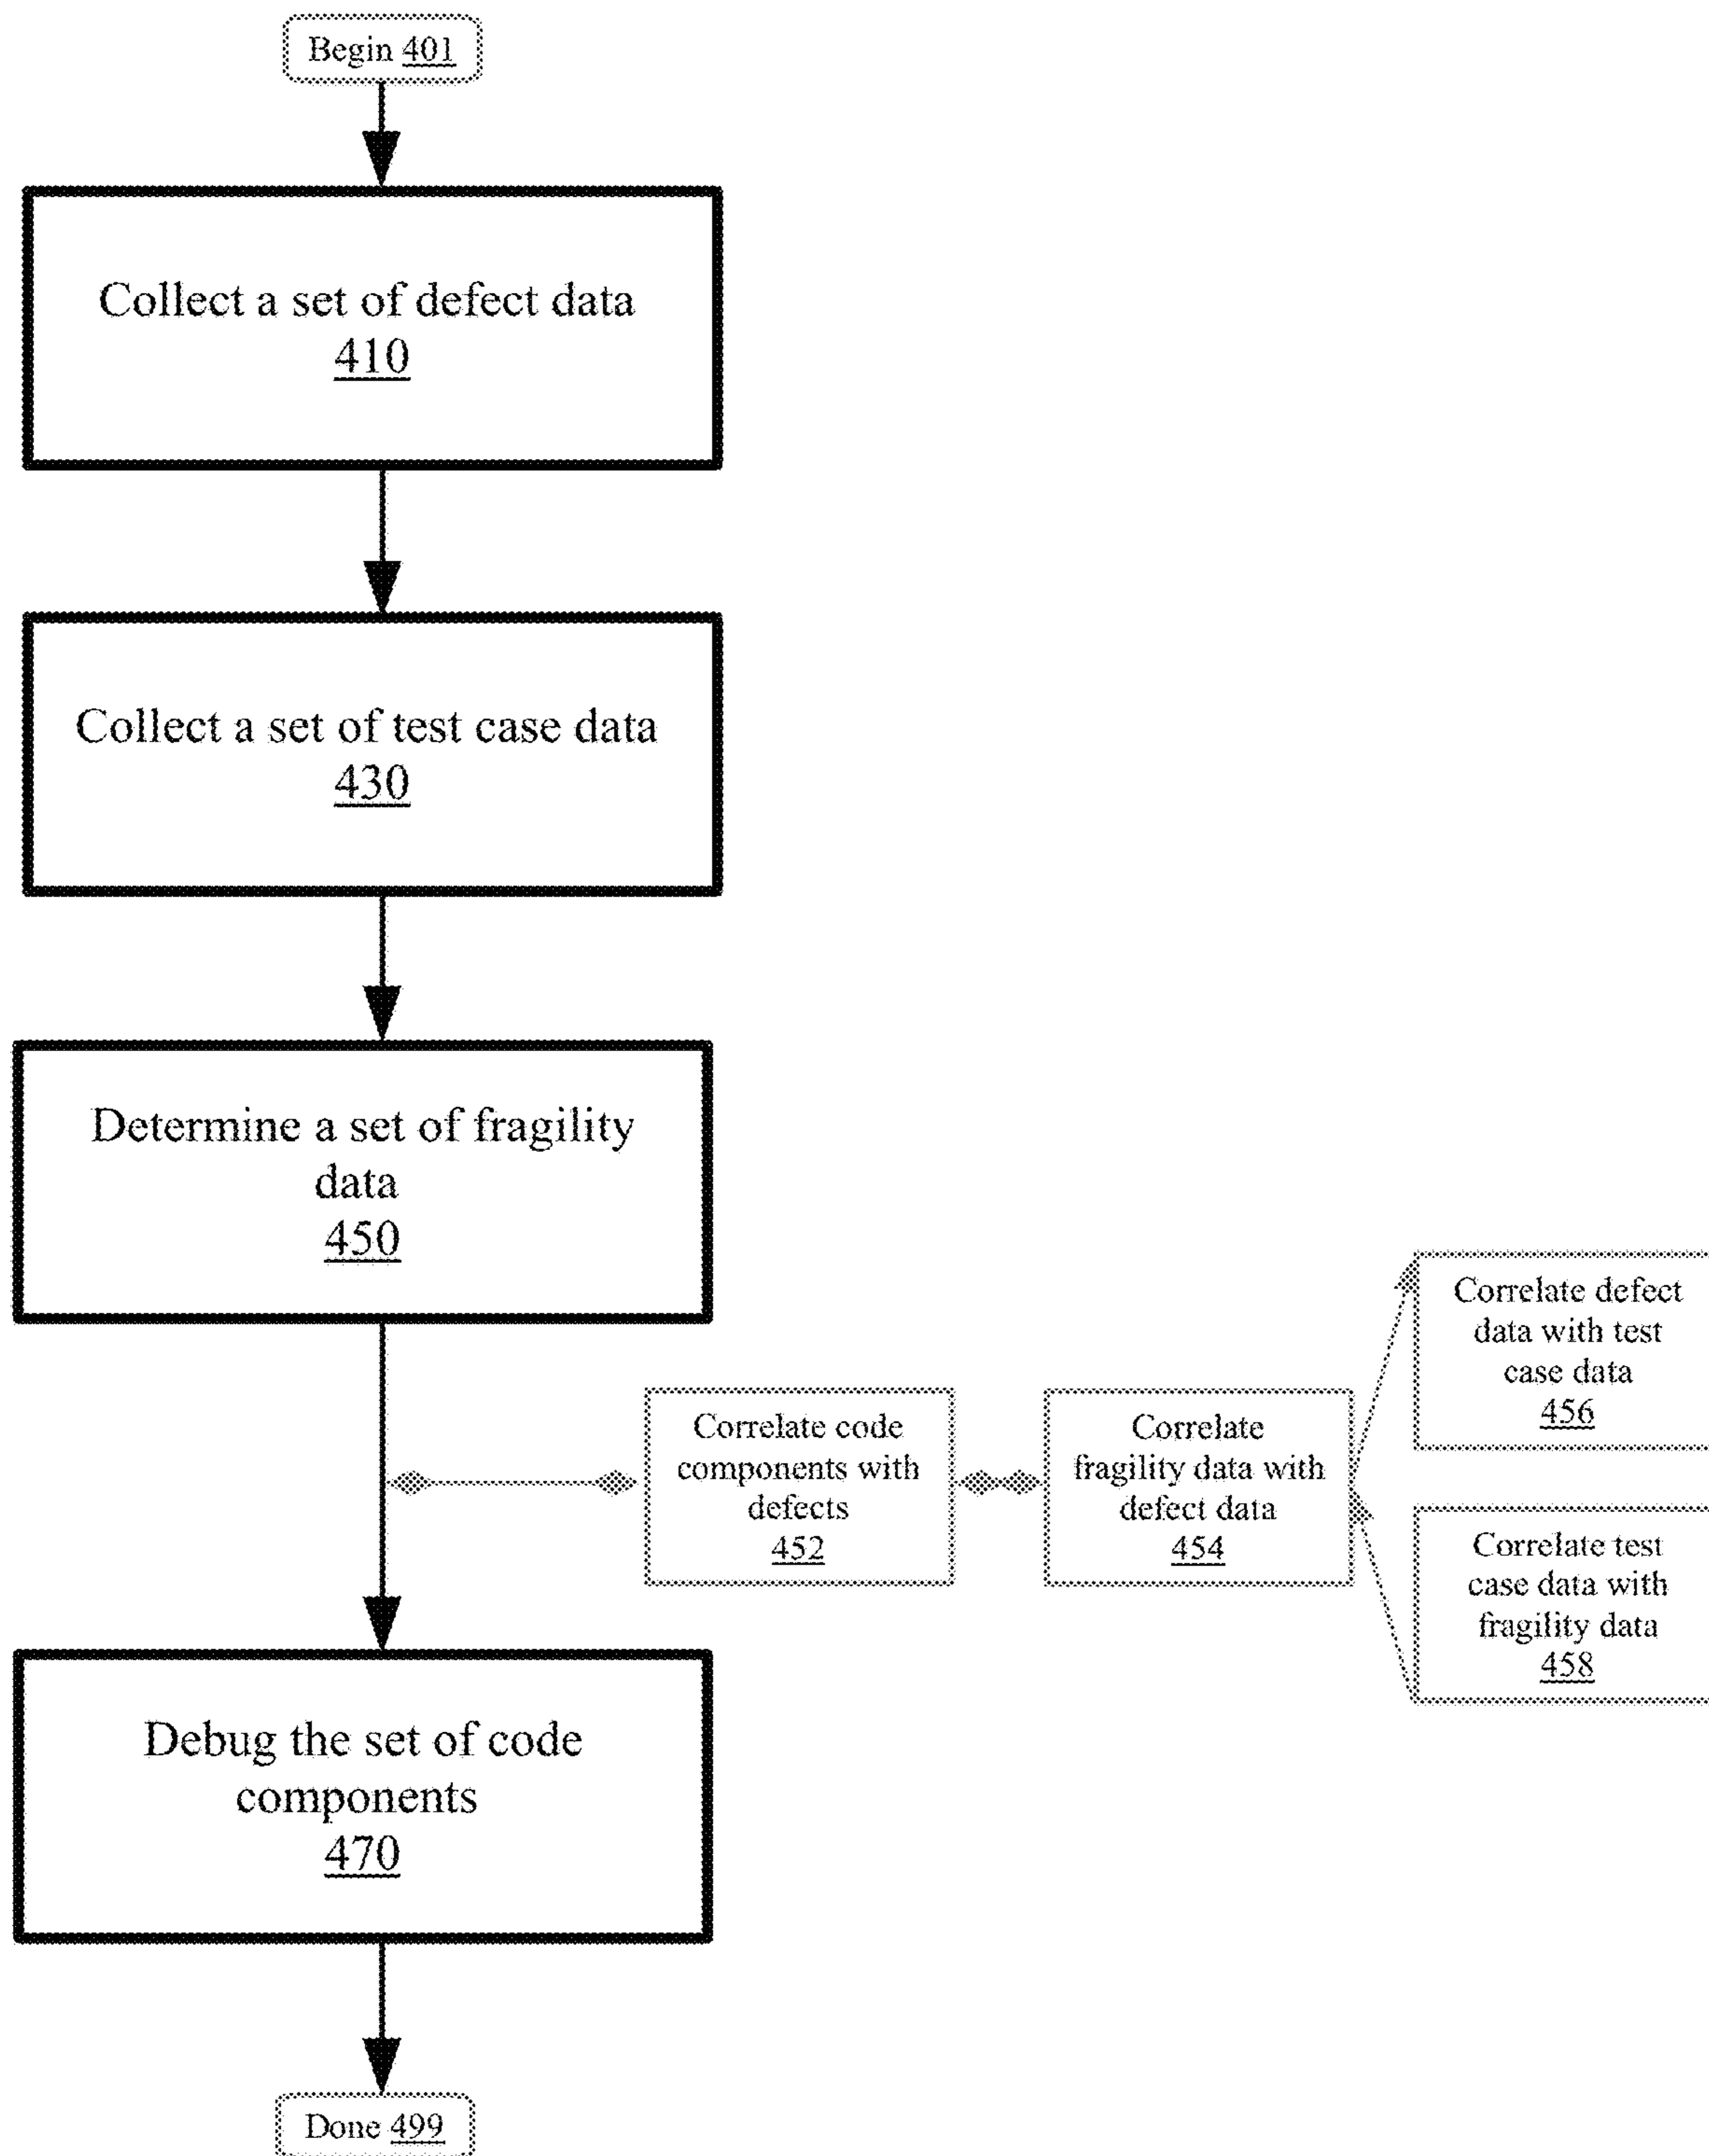 Begin 401
Collect a set of defect data
410
Collect a set of test case data
430
Determine a set of fragility
data
450
Correlate code
components with
defects
452
Correlate
fragility data with
defect data
454
Correlate defect
data with test
case data
456
Correlate test
case data with
fragility data
458
Debug the set of code
components
470
Done 499